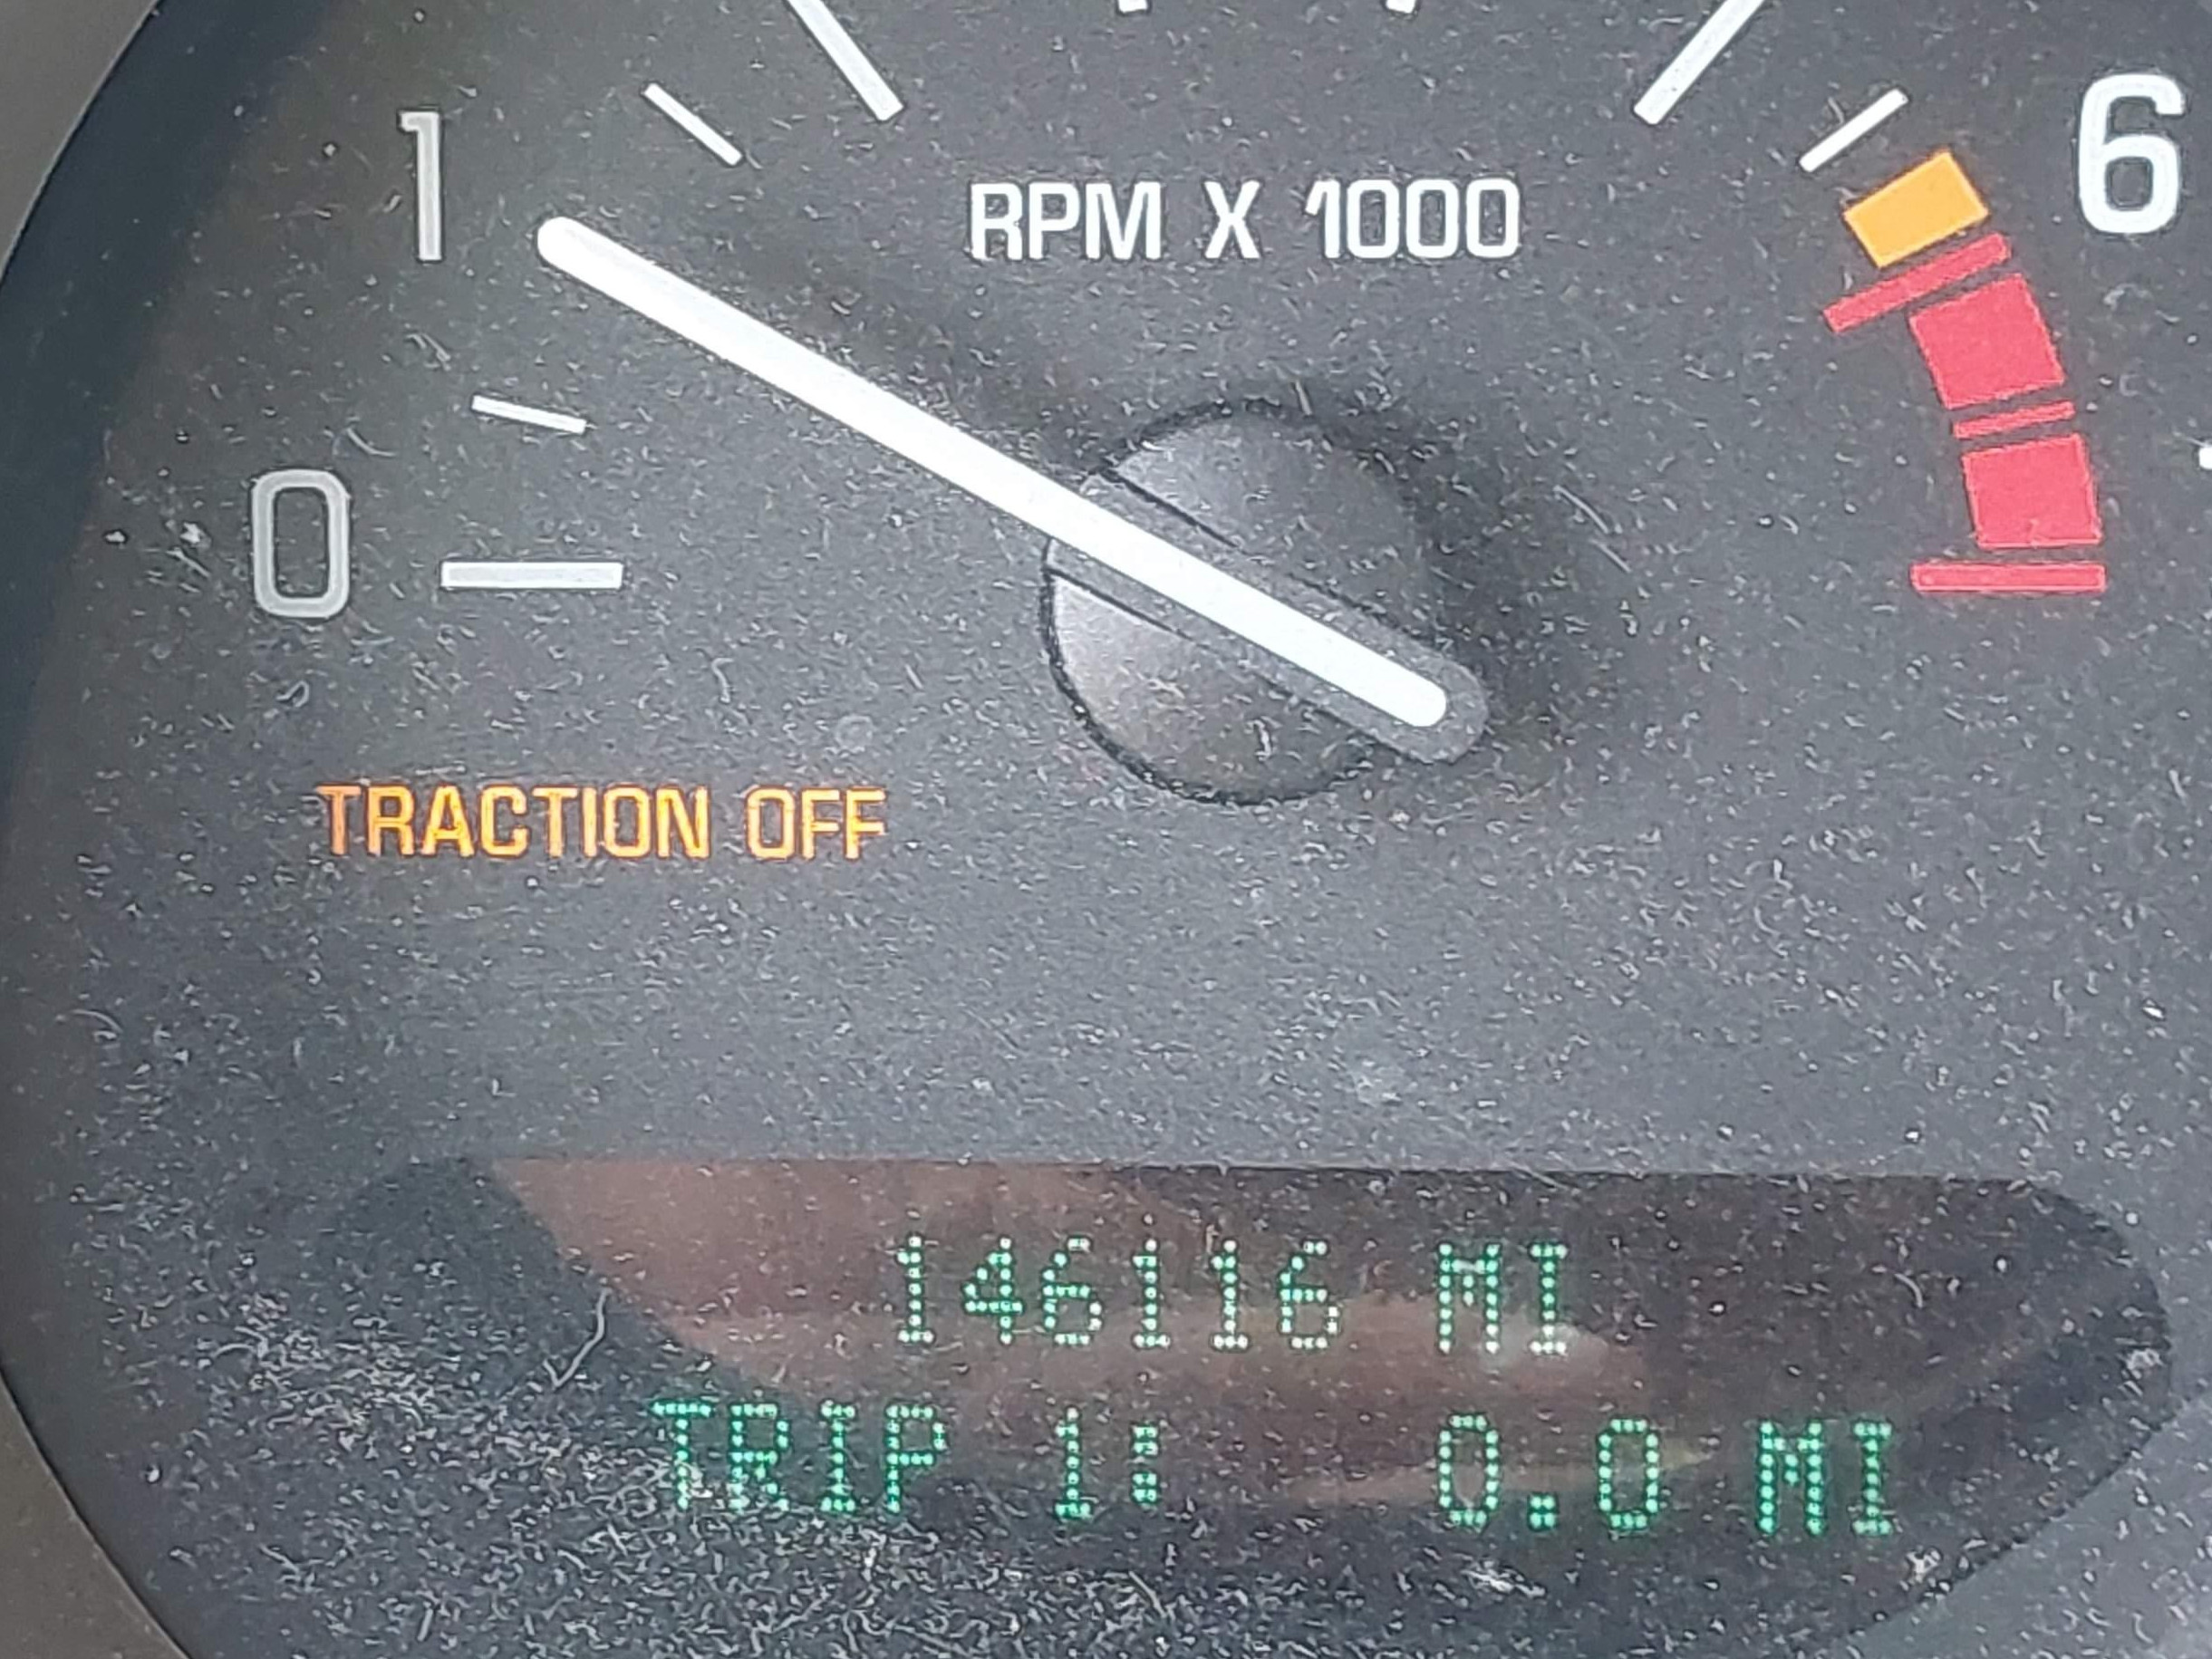 1
6
RPM X 1000
0
TRACTION OFF
146116 MI
TRIP 1: 0.0 MI